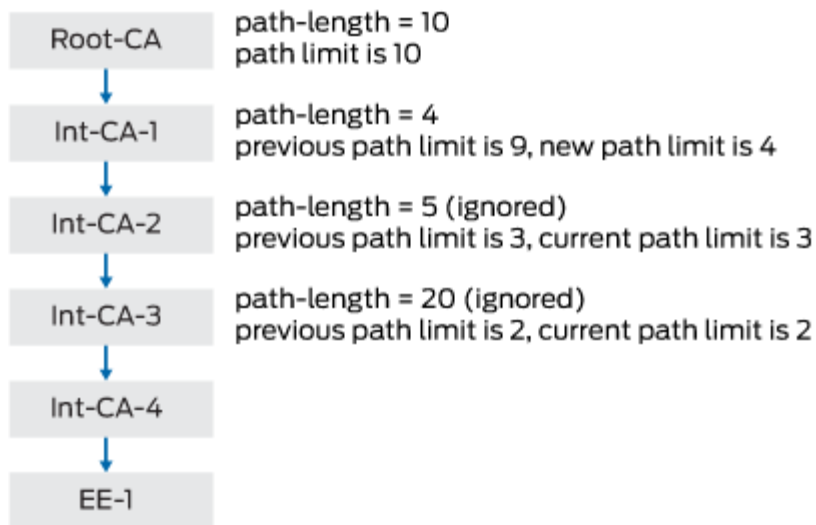 Root-CA
path-length = 10
path limit is 10
Int-CA-1
path-length = 4
previous path limit is 9, new path limit is 4
Int-CA-2
path-length = 5 (ignored)
previous path limit is 3, current path limit is 3
Int-CA-3
path-length = 20 (ignored)
previous path limit is 2, current path limit is 2
Int-CA-4
EE-1